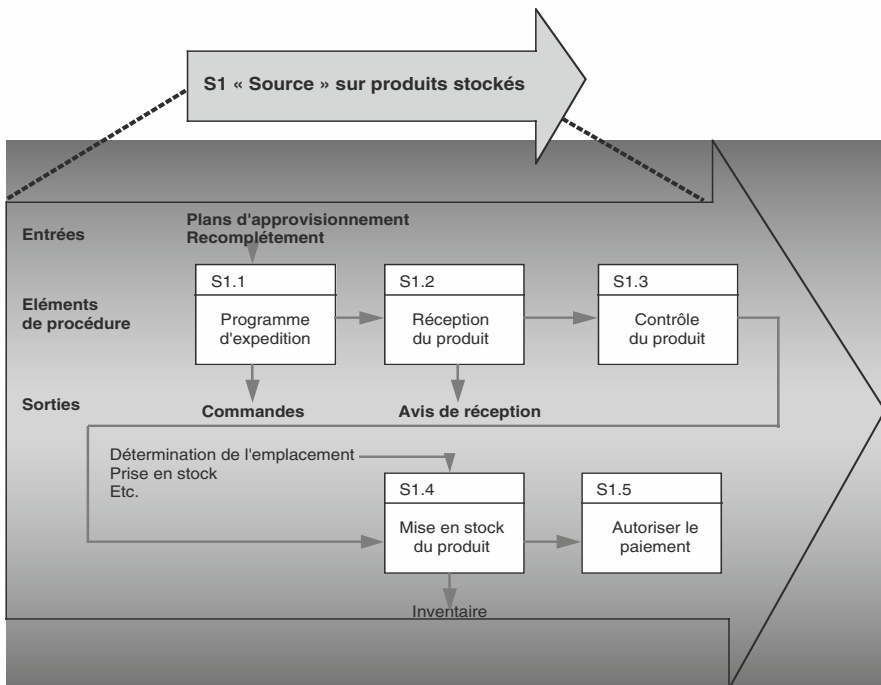 S1 « Source » sur produits stockés
Entrées
Plans d'approvisionnement
Recomplétement
Eléments
de procédure
S1.1
Programme
d'expedition
S1.2
Réception
du produit
S1.3
Contrôle
du produit
Sorties
Commandes
Avis de réception
Détermination de l'emplacement
Prise en stock
Etc.
S1.4
Mise en stock
du produit
S1.5
Autoriser le
paiement
Inventaire